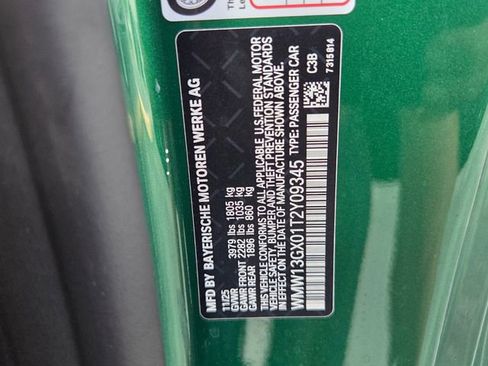 MFD BY BAYERISCHE MOTOREN WERKE AG
11/25
GVWR 3979 lbs 1805 kg
GAWR FRONT 2282 lbs 1035 kg
GAWR REAR 1896 lbs 860 kg
THIS VEHICLE CONFORMS TO ALL APPLICABLE U.S.FEDERAL MOTOR
VEHICLE SAFETY, BUMPER AND THEFT PREVENTION STANDARDS
IN EFFECT ON THE DATE OF MANUFACTURE SHOWN ABOVE.
WMW13GX01T2Y09345 TYPE: PASSENGER CAR
C3B
7315814